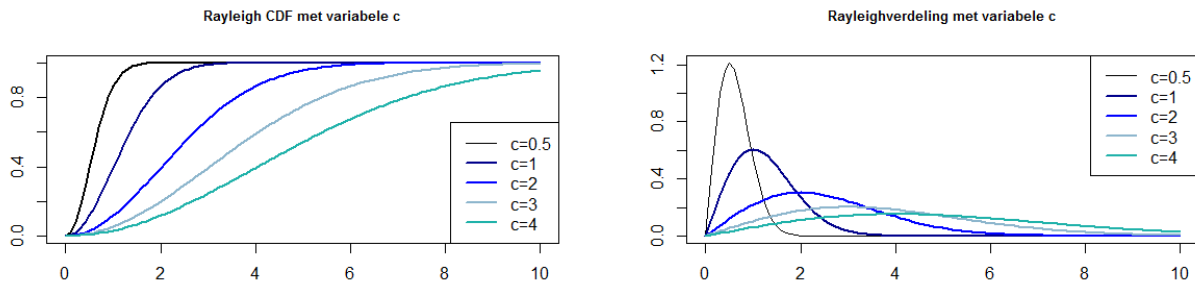 Rayleigh CDF met variabele c
0.0 0.4 0.8
0 2 4 6 8 10
c=0.5
c=1
c=2
c=3
c=4
Rayleighverdeling met variabele c
0.0 0.4 0.8 1.2
0 2 4 6 8 10
c=0.5
c=1
c=2
c=3
c=4